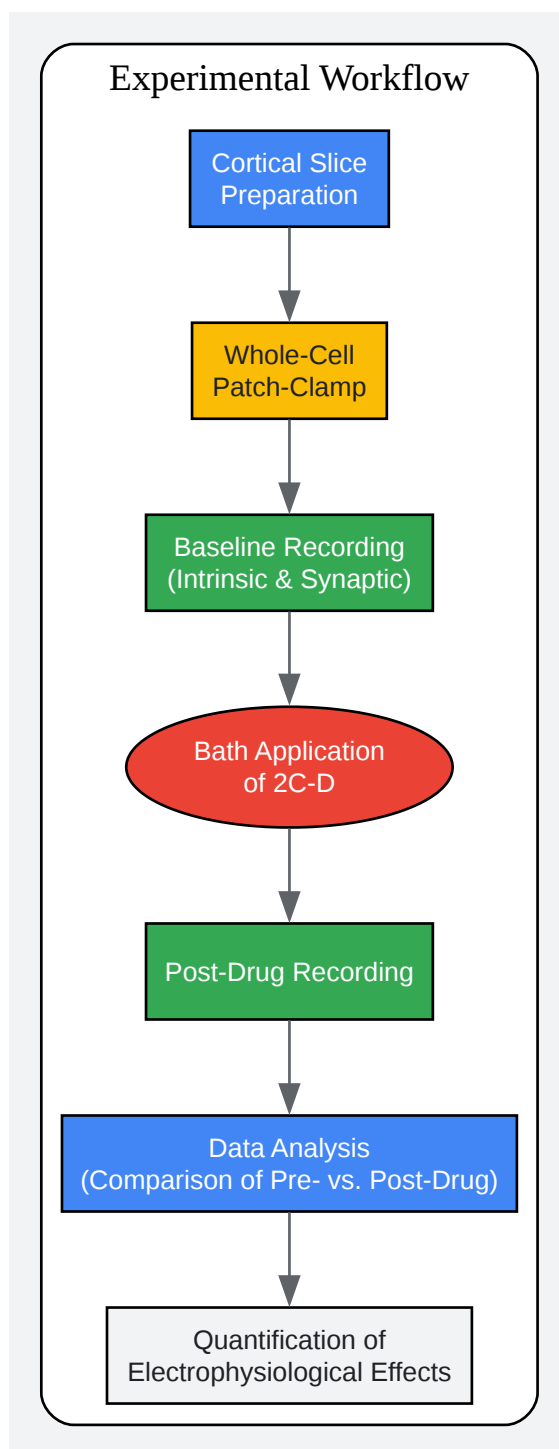 Experimental Workflow
Cortical Slice
Preparation
Whole-Cell
Patch-Clamp
Baseline Recording
(Intrinsic & Synaptic)
Bath Application
of 2C-D
Post-Drug Recording
Data Analysis
(Comparison of Pre- vs. Post-Drug)
Quantification of
Electrophysiological Effects